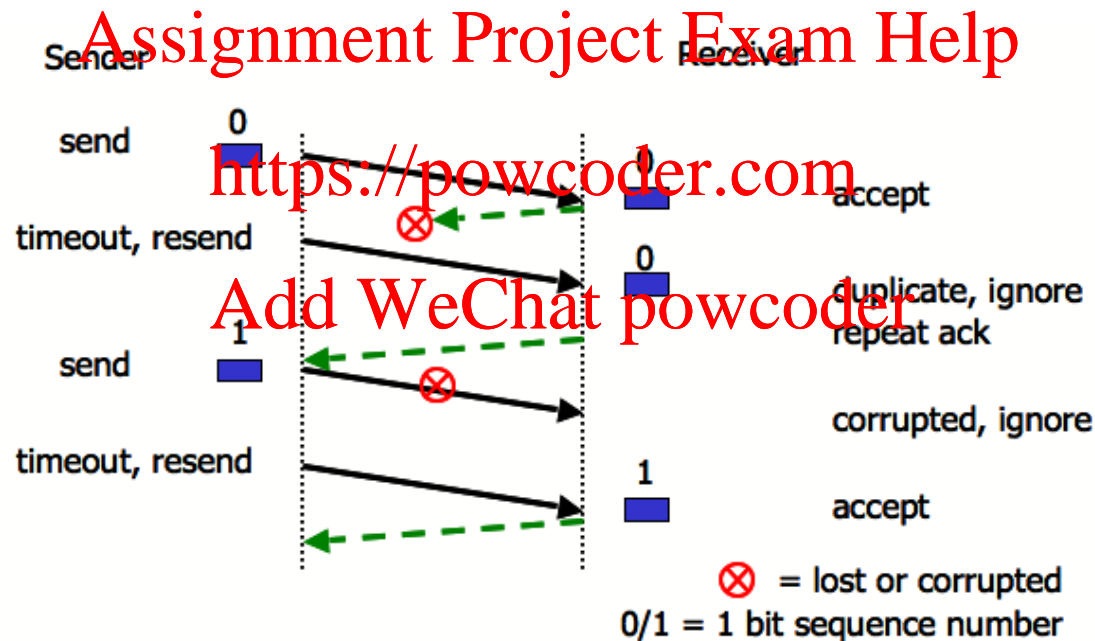 Assignment Project Exam Help
Sender
Receiver
0
send
https://powcoder.com
0
accept
timeout, resend
0
Add WeChat powcoder
duplicate, ignore
repeat ack
1
send
corrupted, ignore
timeout, resend
1
accept
= lost or corrupted
0/1 = 1 bit sequence number